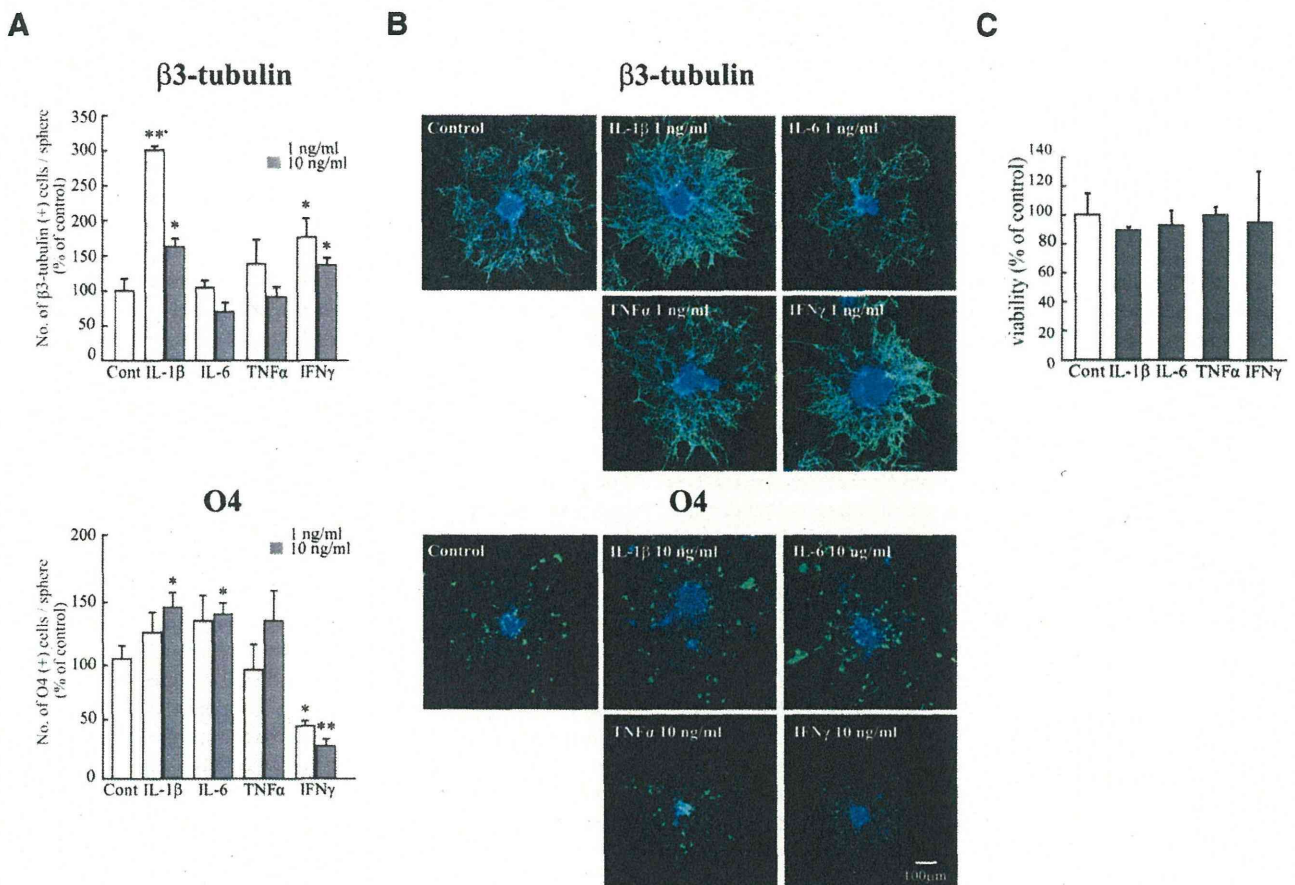 A
B
C
β3-tubulin
No. of β3-tubulin (+) cells / sphere
(% of control)
350
300
250
200
150
100
50
0
***
*
*
*
1 ng/ml
10 ng/ml
Cont IL-1β IL-6 TNFα IFNγ
O4
No. of O4 (+) cells / sphere
(% of control)
200
150
100
50
0
*
*
*
**
1 ng/ml
10 ng/ml
Cont IL-1β IL-6 TNFα IFNγ
β3-tubulin
Control
IL-1β 1 ng/ml
IL-6 1 ng/ml
TNFα 1 ng/ml
IFNγ 1 ng/ml
O4
Control
IL-1β 10 ng/ml
IL-6 10 ng/ml
TNFα 10 ng/ml
IFNγ 10 ng/ml
100μm
viability (% of control)
140
120
100
80
60
40
20
0
Cont IL-1β IL-6 TNFα IFNγ